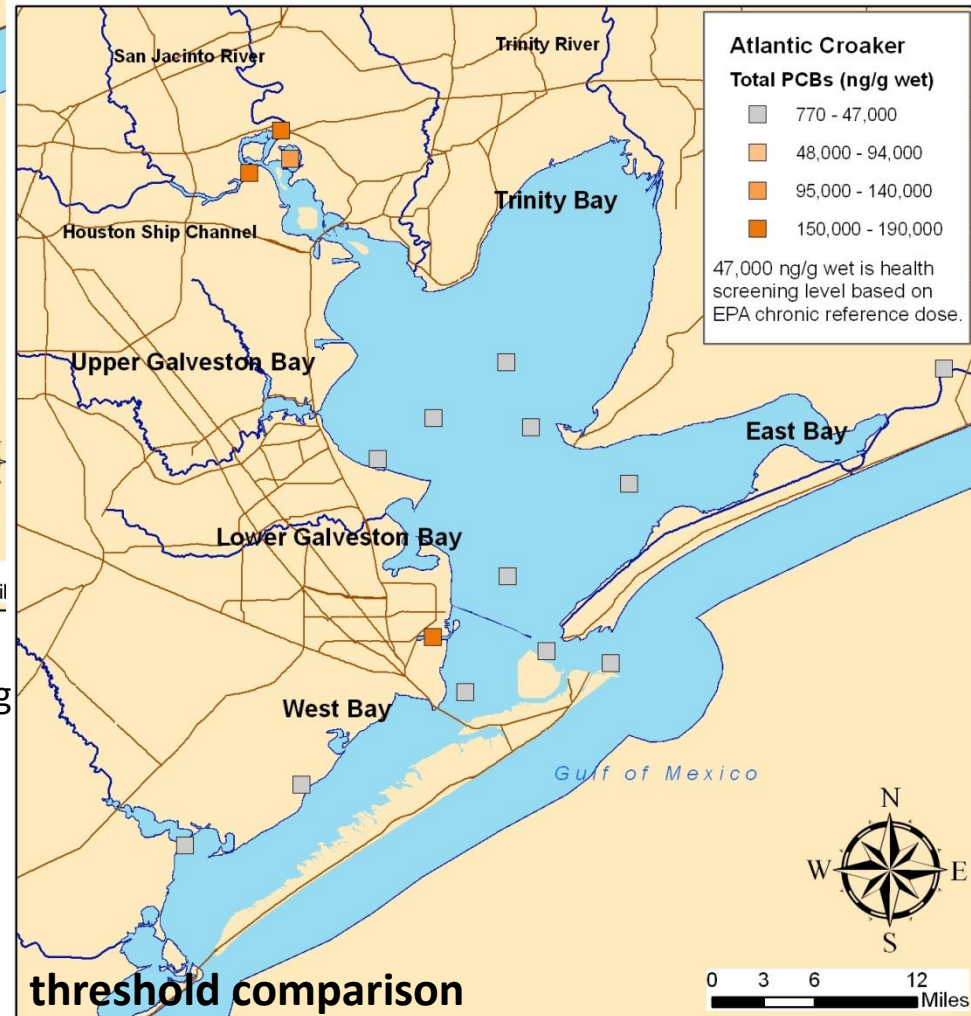 San Jacinto River
Trinity River
Atlantic Croaker
Total PCBs (ng/g wet)
770 - 47,000
48,000 - 94,000
95,000 - 140,000
150,000 - 190,000
47,000 ng/g wet is health
screening level based on
EPA chronic reference dose.
Trinity Bay
Houston Ship Channel
Upper Galveston Bay
East Bay
Lower Galveston Bay
West Bay
Gulf of Mexico
N
W
E
S
threshold comparison
0 3 6 12
Miles